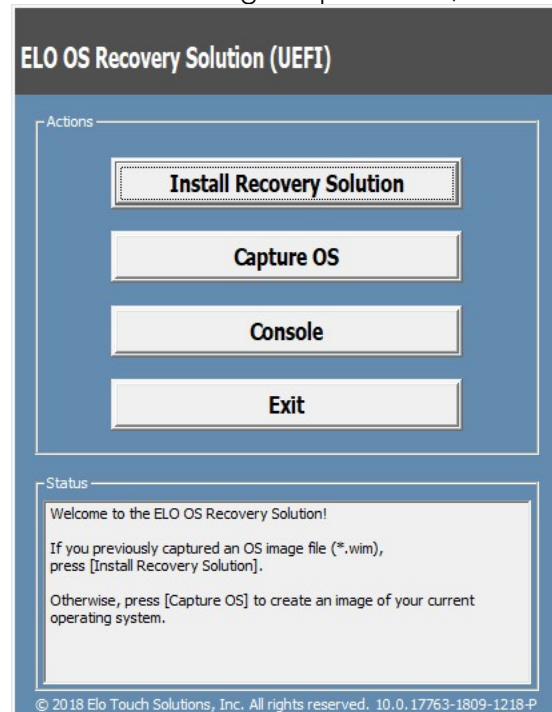 ELO OS Recovery Solution (UEFI)
Actions
Install Recovery Solution
Capture OS
Console
Exit
Status
Welcome to the ELO OS Recovery Solution!
If you previously captured an OS image file (*.wim),
press [Install Recovery Solution].
Otherwise, press [Capture OS] to create an image of your current
operating system.
© 2018 Elo Touch Solutions, Inc. All rights reserved. 10.0.17763-1809-1218-P